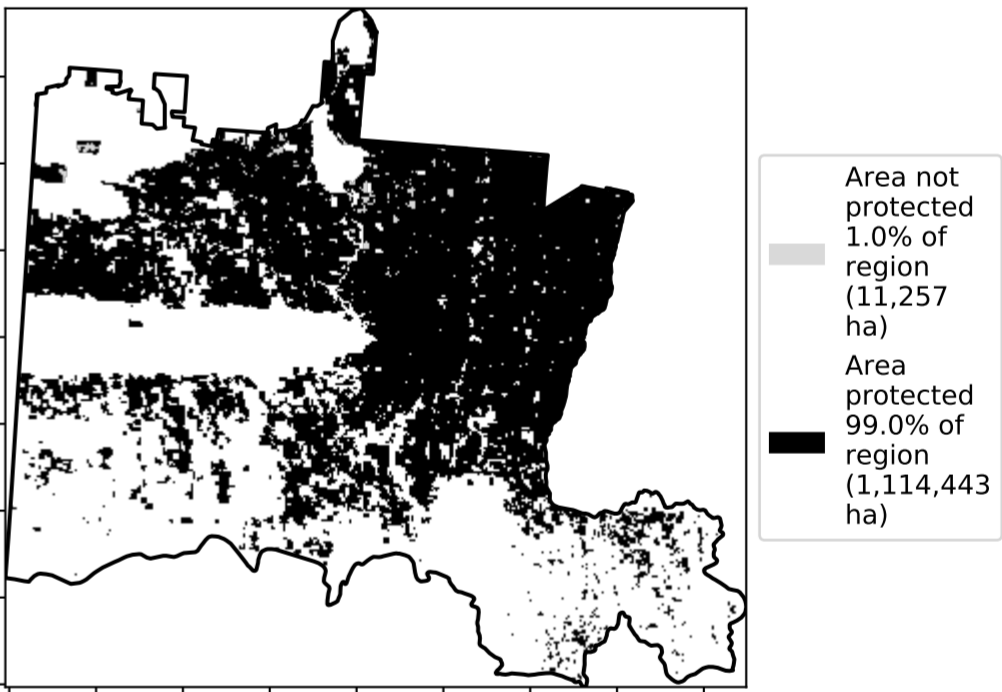 Area not
protected
1.0% of
region
(11,257
ha)
Area
protected
99.0% of
region
(1,114,443
ha)